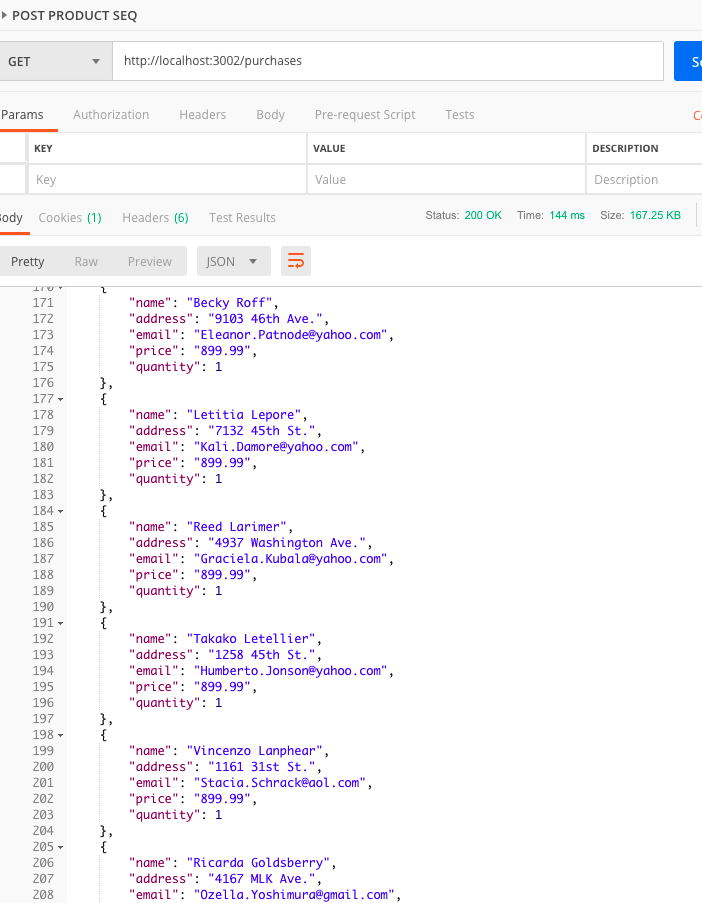 POST PRODUCT SEQ
GET http://localhost:3002/purchases
Params Authorization Headers Body Pre-request Script Tests
KEY VALUE DESCRIPTION
Key Value Description
Body Cookies (1) Headers (6) Test Results Status: 200 OK Time: 144 ms Size: 167.25 KB
Pretty Raw Preview JSON
170 {
171 "name": "Becky Roff",
172 "address": "9103 46th Ave.",
173 "email": "Eleanor.Patnode@yahoo.com",
174 "price": "899.99",
175 "quantity": 1
176 },
177 {
178 "name": "Letitia Lepore",
179 "address": "7132 45th St.",
180 "email": "Kali.Damore@yahoo.com",
181 "price": "899.99",
182 "quantity": 1
183 },
184 {
185 "name": "Reed Larimer",
186 "address": "4937 Washington Ave.",
187 "email": "Graciela.Kubala@yahoo.com",
188 "price": "899.99",
189 "quantity": 1
190 },
191 {
192 "name": "Takako Letellier",
193 "address": "1258 45th St.",
194 "email": "Humberto.Jonson@yahoo.com",
195 "price": "899.99",
196 "quantity": 1
197 },
198 {
199 "name": "Vincenzo Lanphear",
200 "address": "1161 31st St.",
201 "email": "Stacia.Schrack@aol.com",
202 "price": "899.99",
203 "quantity": 1
204 },
205 {
206 "name": "Ricarda Goldsberry",
207 "address": "4167 MLK Ave.",
208 "email": "Ozella.Yoshimura@gmail.com",